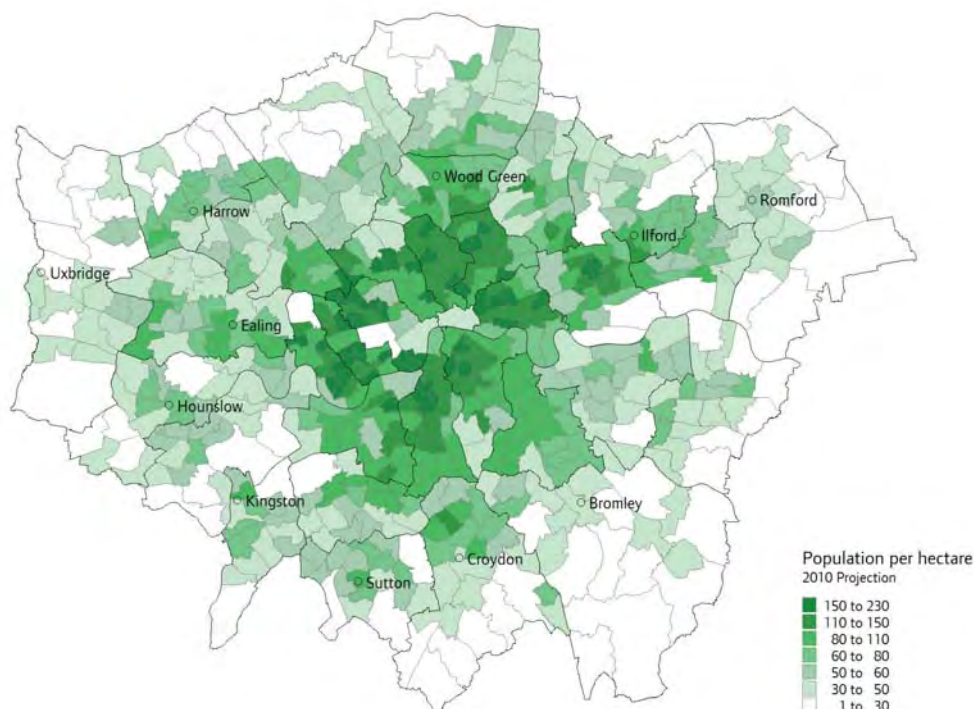 Wood Green
Romford
Harrow
Ilford
Uxbridge
Ealing
Hounslow
Kingston
Bromley
Croydon
Sutton
Population per hectare
2010 Projection
150 to 230
110 to 150
80 to 110
60 to 80
50 to 60
30 to 50
1 to 30